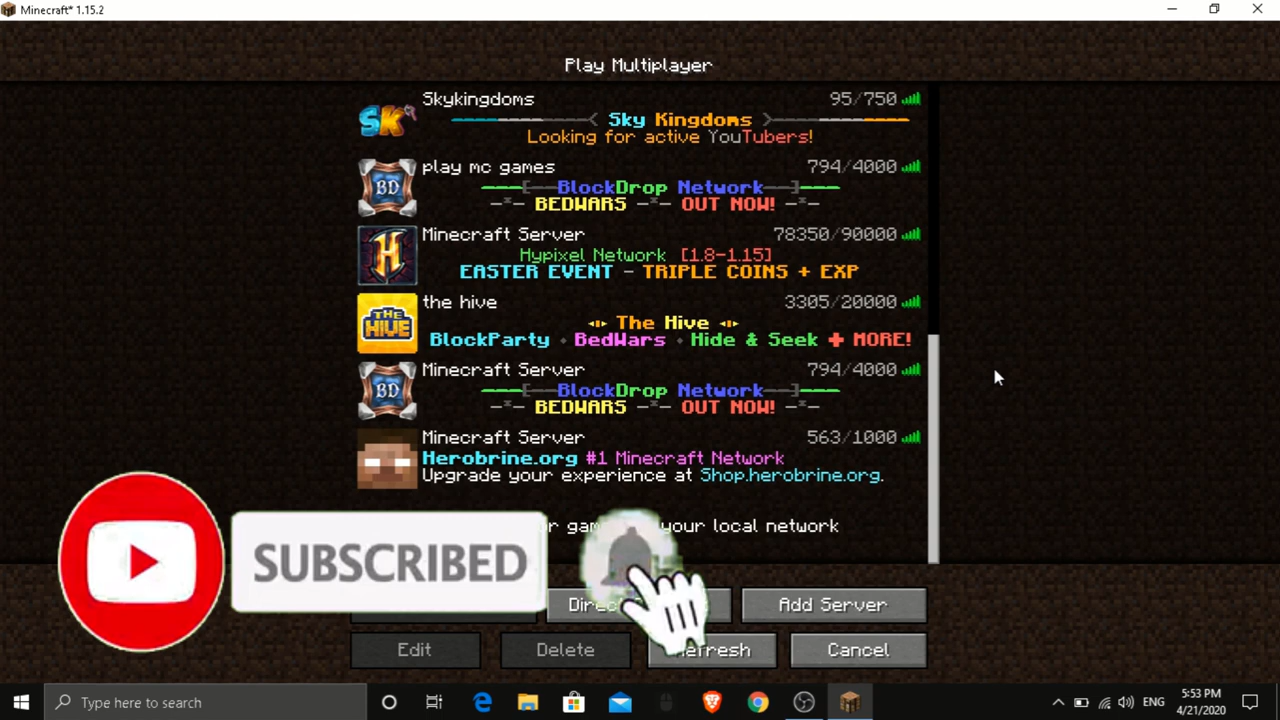 Minecraft* 1.15.2
Play Multiplayer
Skykingdoms 95/750
Sky Kingdoms
Looking for active YouTubers!
play mc games 794/4000
BlockDrop Network
BEDWARS -*- OUT NOW! -*-
Minecraft Server 78350/90000
Hypixel Network [1.8-1.15]
EASTER EVENT - TRIPLE COINS + EXP
the hive 3305/20000
The Hive
BlockParty • BedWars • Hide & Seek + MORE!
Minecraft Server 794/4000
BlockDrop Network
-*- BEDWARS -*- OUT NOW! -*-
Minecraft Server 563/1000
Herobrine.org #1 Minecraft Network
Upgrade your experience at Shop.herobrine.org.
your local network
SUBSCRIBED
Add Server
Edit
Delete
Cancel
Type here to search
ENG
5:53 PM
4/21/2020
SK
BD
H
THE HIVE
BD